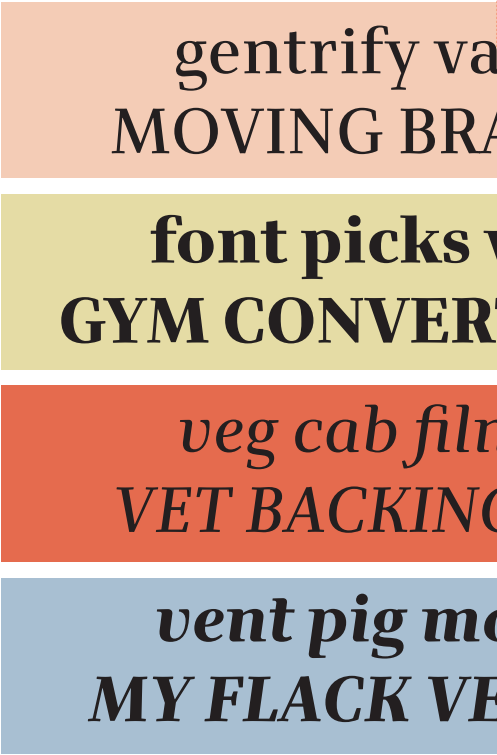 gentrify va
MOVING BRA
font picks v
GYM CONVERT
veg cab film
VET BACKING
vent pig mo
MY FLACK VE